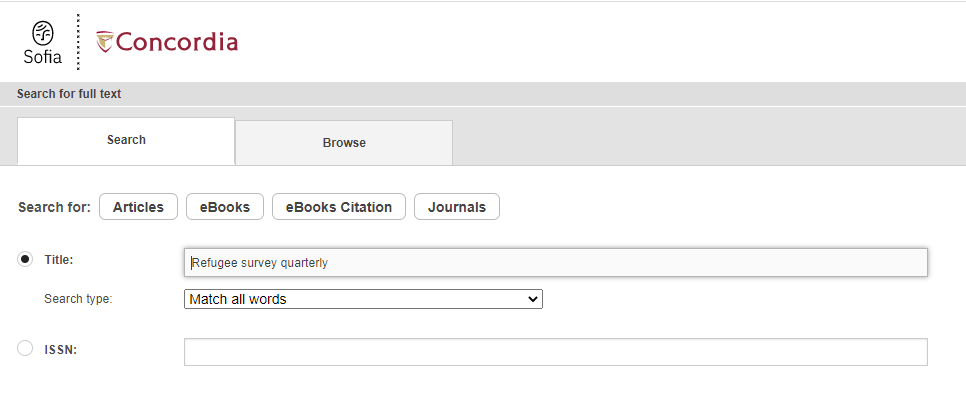 Sofia
Concordia
Search for full text
Search Browse
Search for: Articles eBooks eBooks Citation Journals
Title: Refugee survey quarterly
Search type: Match all words
ISSN: